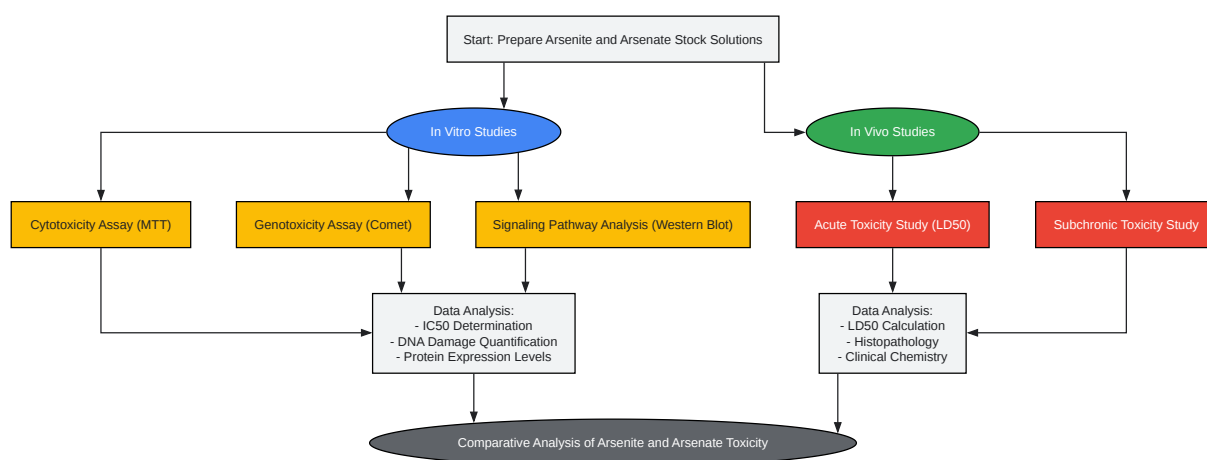 Start: Prepare Arsenite and Arsenate Stock Solutions
In Vitro Studies
In Vivo Studies
Cytotoxicity Assay (MTT)
Genotoxicity Assay (Comet)
Signaling Pathway Analysis (Western Blot)
Acute Toxicity Study (LD50)
Subchronic Toxicity Study
Data Analysis:
- IC50 Determination
- DNA Damage Quantification
- Protein Expression Levels
Data Analysis:
- LD50 Calculation
- Histopathology
- Clinical Chemistry
Comparative Analysis of Arsenite and Arsenate Toxicity